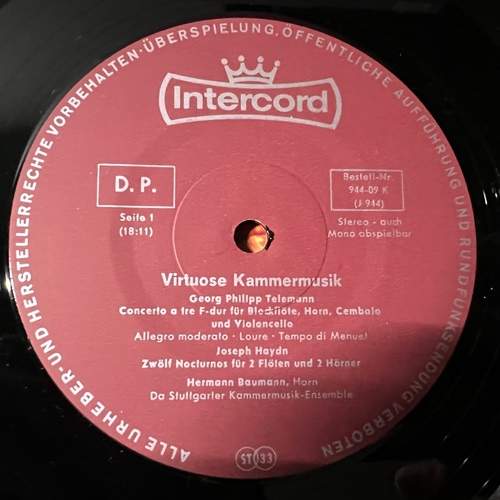 ALLE URHEBER- UND HERSTELLERRECHTE VORBEHALTEN·ÜBERSPIELUNG, ÖFFENTLICHE AUFFÜHRUNG UND RUNDFUNKSENDUNG VERBOTEN
Intercord
D. P.
Seite 1
(18:11)
Bestell-Nr.
944-09 K
(J 944)
Stereo - auch
Mono abspielbar
Virtuose Kammermusik
Georg Philipp Telemann
Concerto a tre F-dur für Blockflöte, Horn, Cembalo
und Violoncello
Allegro moderato · Loure · Tempo di Menuet
Joseph Haydn
Zwölf Nocturnos für 2 Flöten und 2 Hörner
Hermann Baumann, Horn
Da Stuttgarter Kammermusik-Ensemble
ST 33